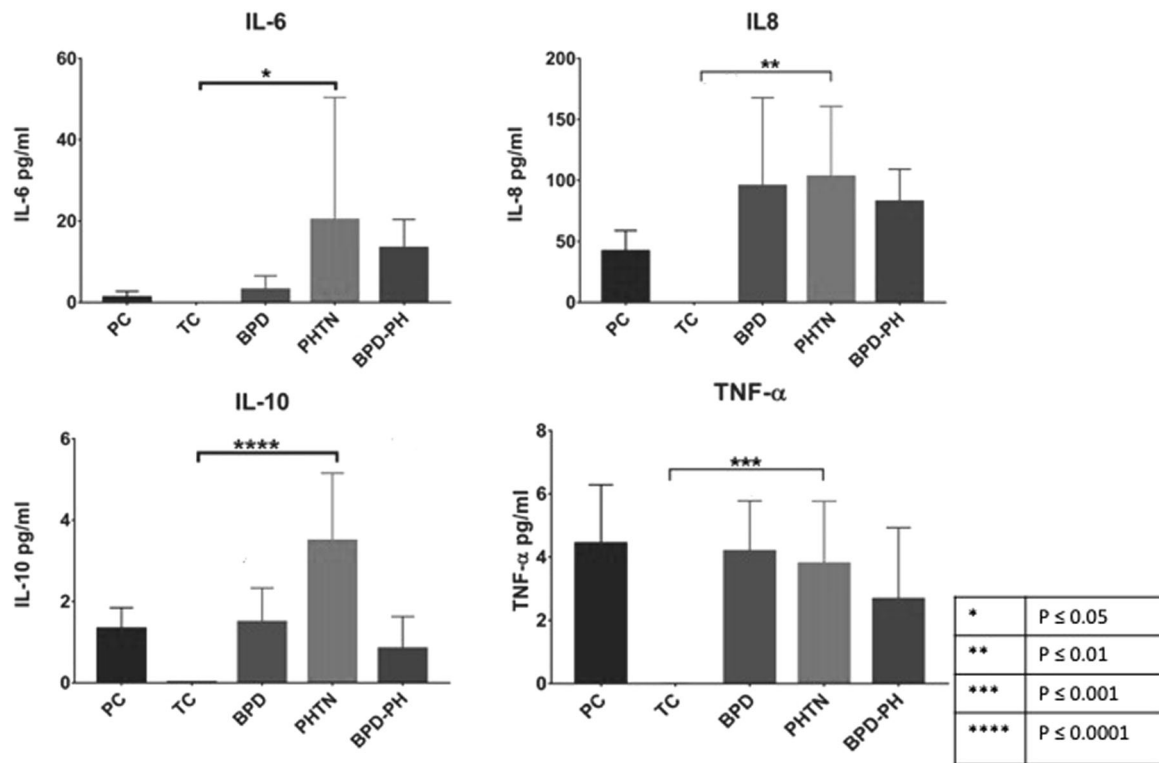 IL-6
60
40
20
0
IL-6 pg/ml
*
PC
TC
BPD
PHTN
BPD-PH
IL8
200
150
100
50
0
IL-8 pg/ml
**
PC
TC
BPD
PHTN
BPD-PH
IL-10
6
4
2
0
IL-10 pg/ml
****
PC
TC
BPD
PHTN
BPD-PH
TNF-α
8
6
4
2
0
TNF-α pg/ml
***
PC
TC
BPD
PHTN
BPD-PH
* P ≤ 0.05
** P ≤ 0.01
*** P ≤ 0.001
**** P ≤ 0.0001